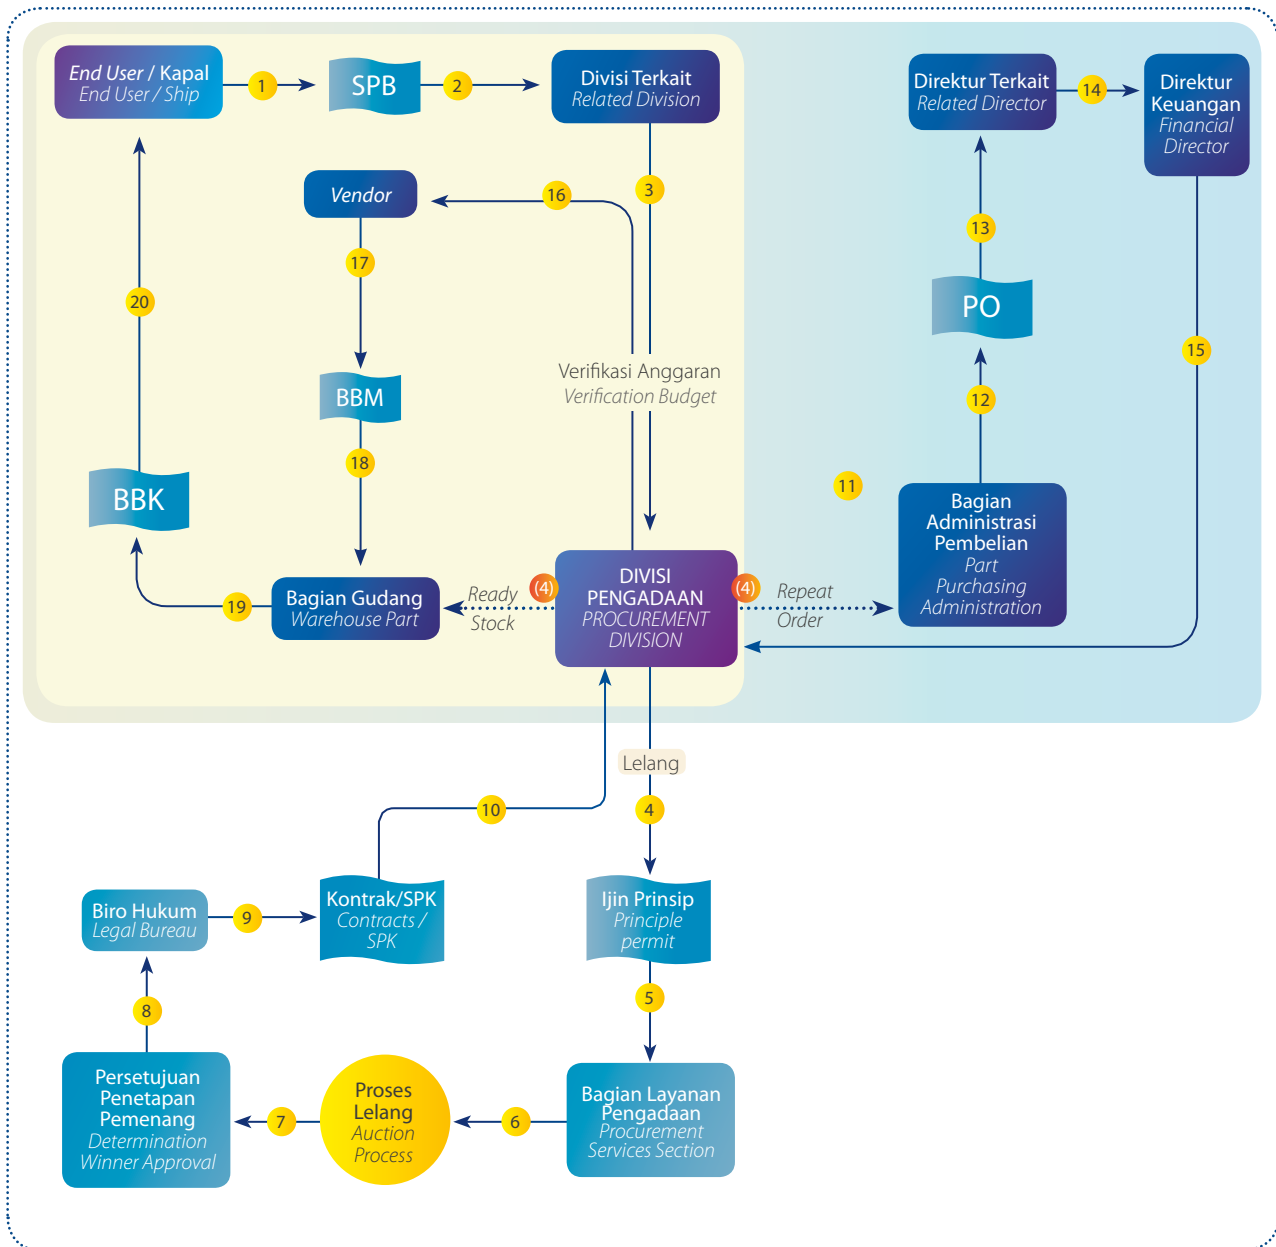 End User / Kapal
End User / Ship
1
SPB
2
Divisi Terkait
Related Division
Direktur Terkait
Related Director
14
Direktur
Keuangan
Financial
Director
3
Vendor
16
13
17
20
PO
15
Verifikasi Anggaran
Verification Budget
BBM
12
18
11
BBK
Bagian
Administrasi
Pembelian
Part
Purchasing
Administration
19
Bagian Gudang
Warehouse Part
Ready
Stock
(4)
DIVISI
PENGADAAN
PROCUREMENT
DIVISION
(4)
Repeat
Order
Lelang
10
4
Biro Hukum
Legal Bureau
9
Kontrak/SPK
Contracts /
SPK
Ijin Prinsip
Principle
permit
8
5
Persetujuan
Penetapan
Pemenang
Determination
Winner Approval
7
Proses
Lelang
Auction
Process
6
Bagian Layanan
Pengadaan
Procurement
Services Section